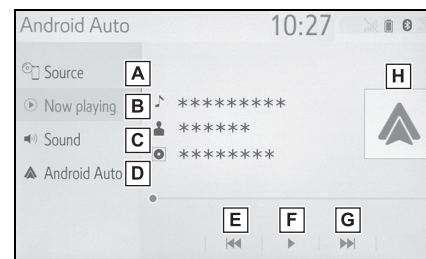 Android Auto 10:27
H
Source A
Now playing B *********
Sound C ******
Android Auto D ********
E F G